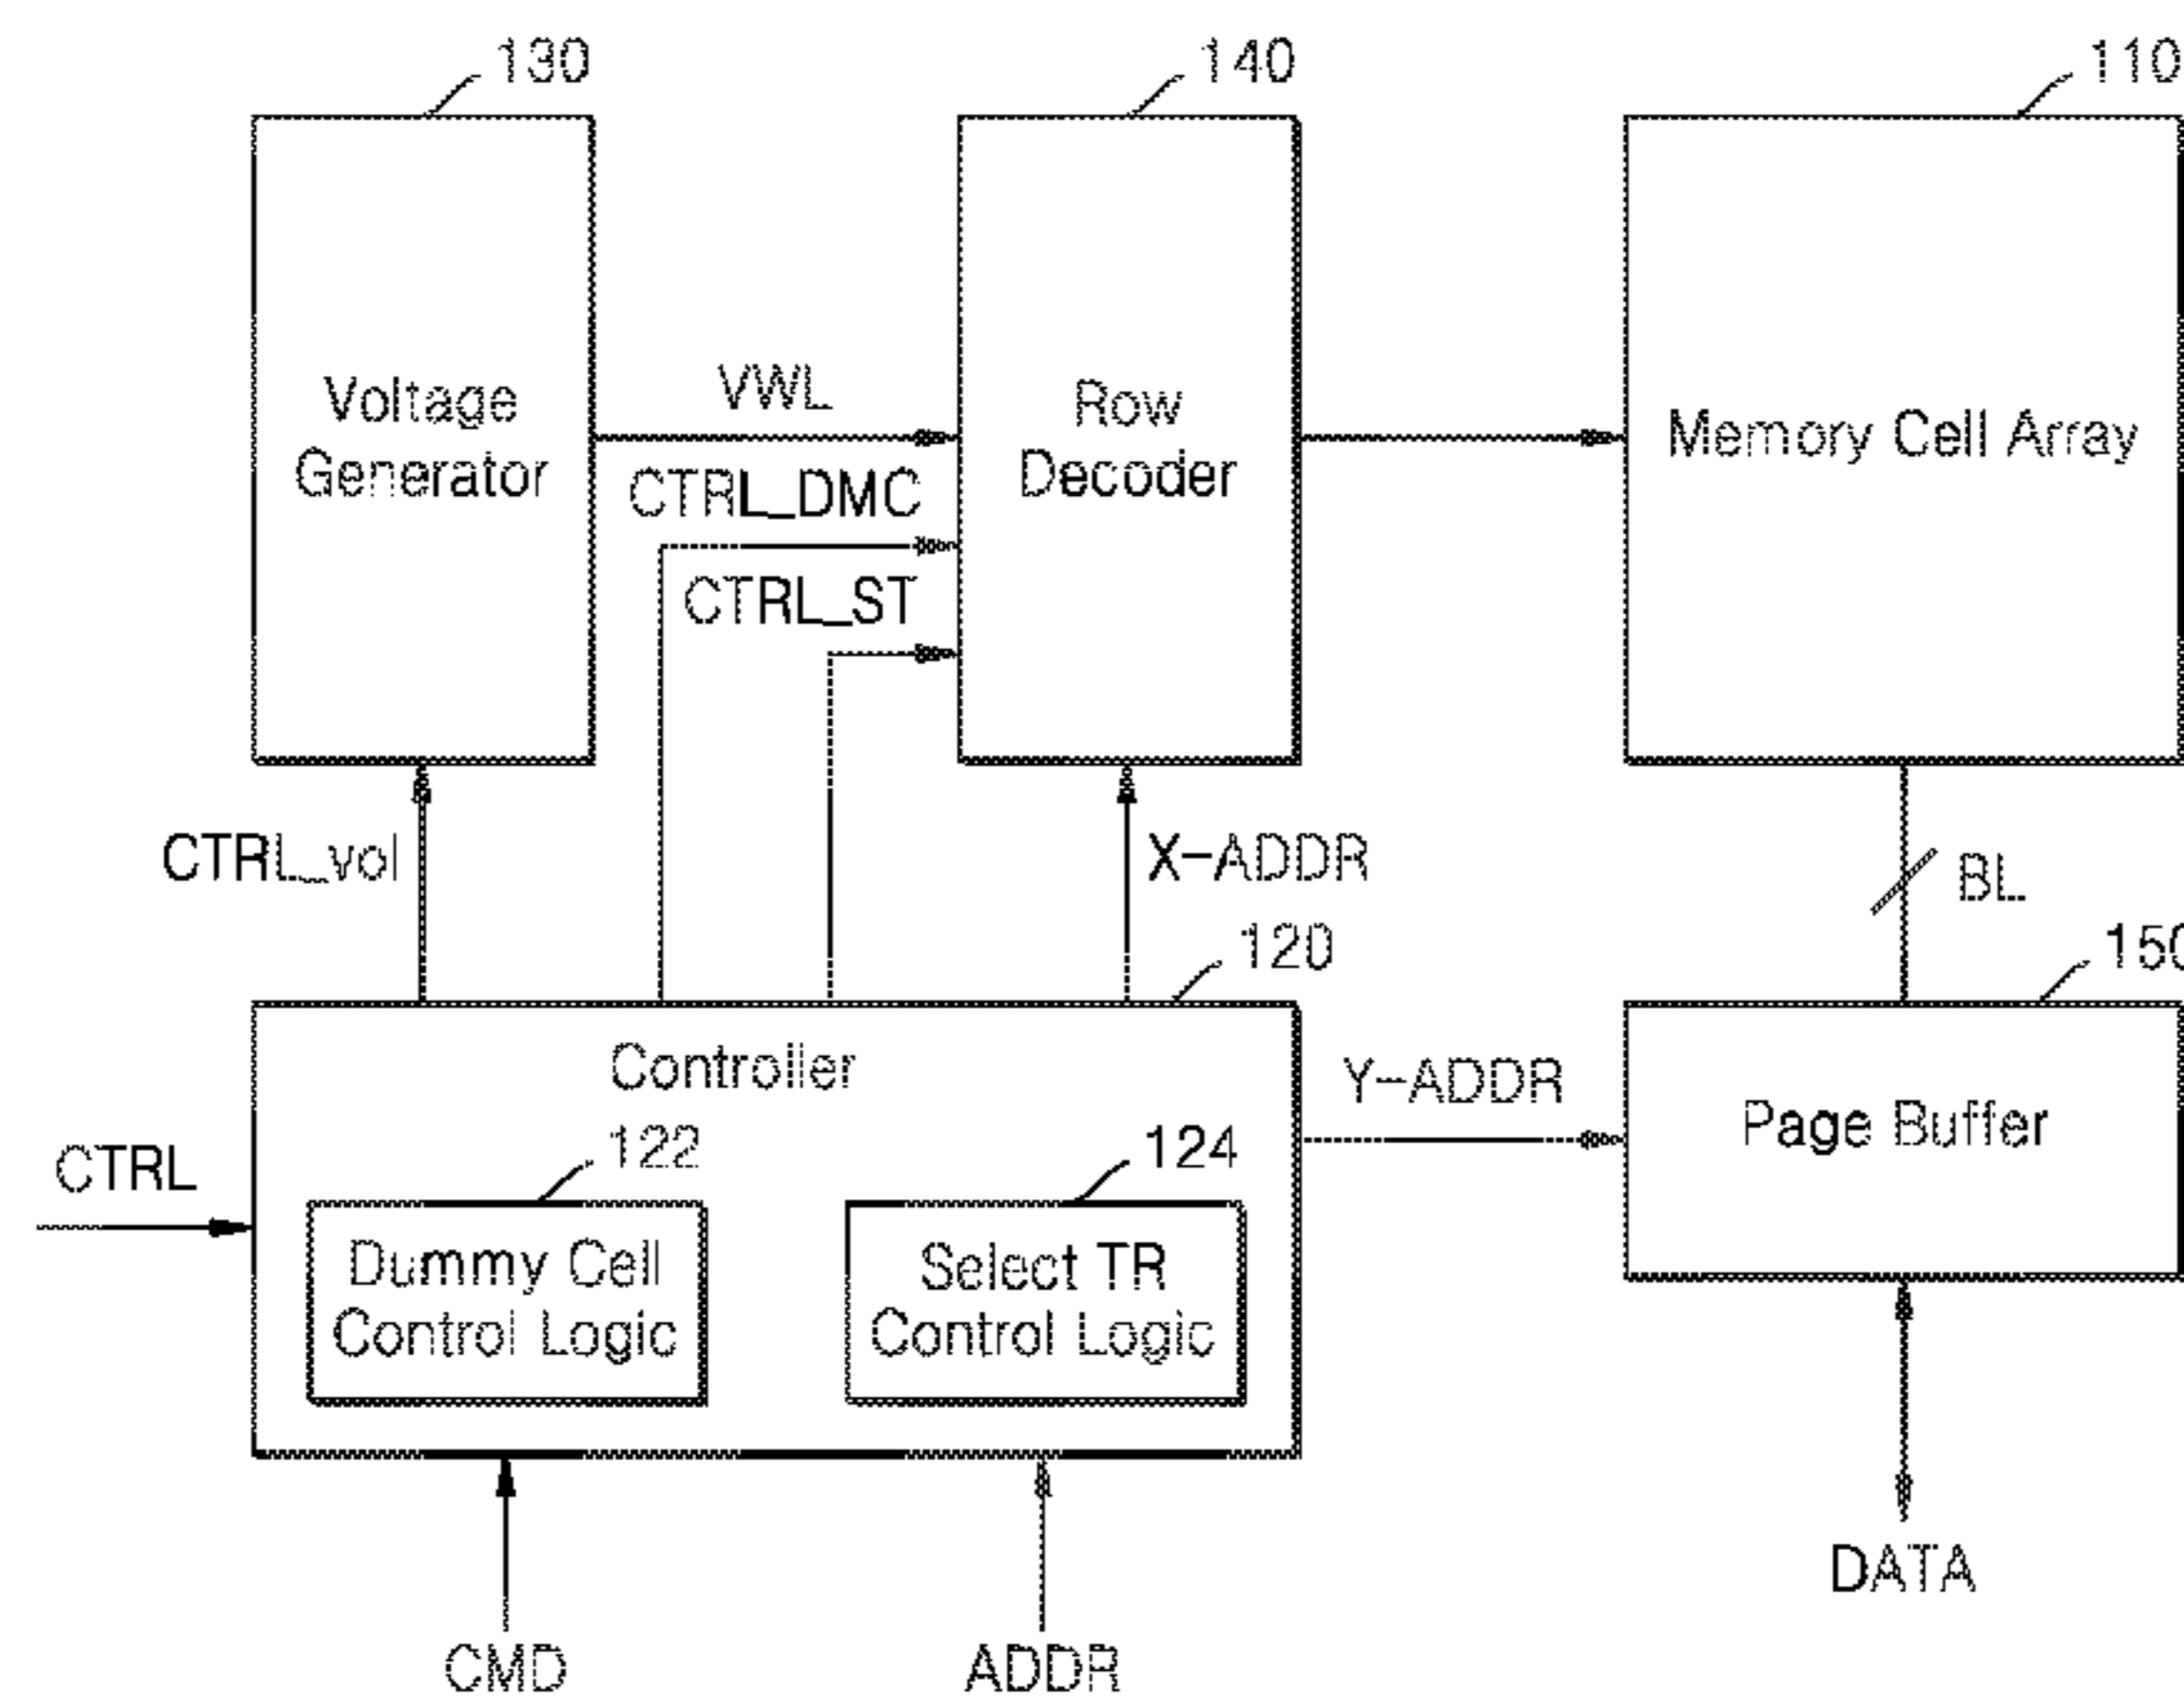 130
140
110
Voltage
Generator
VWL
Row
Decoder
Memory Cell Array
CTRL_DMC
CTRL_ST
CTRL_vol
X-ADDR
BL
120
150
Controller
Y-ADDR
Page Buffer
CTRL
122
124
Dummy Cell
Control Logic
Select TR
Control Logic
DATA
CMD
ADDR